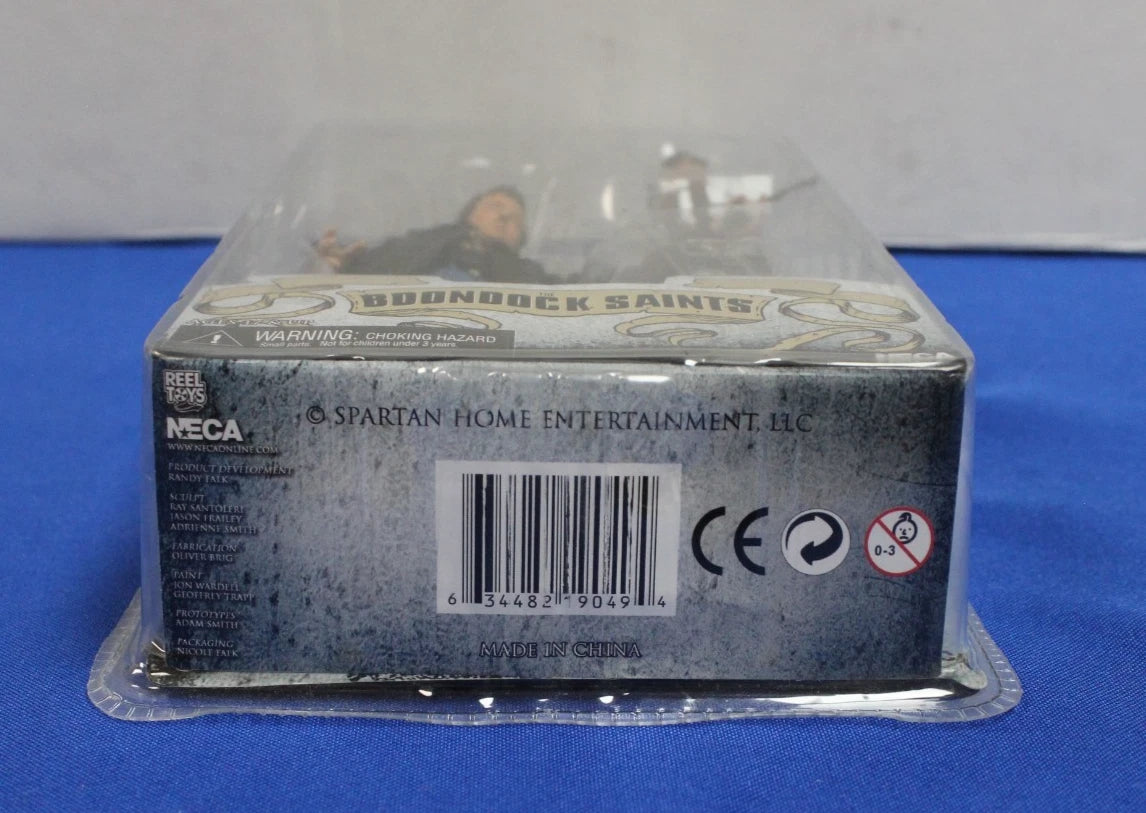 THE
BOONDOCK SAINTS
WARNING: CHOKING HAZARD
Small parts. Not for children under 3 years.
REEL
TOYS
NECA
WWW.NECAONLINE.COM
© SPARTAN HOME ENTERTAINMENT, LLC
PRODUCT DEVELOPMENT
RANDY FALK
SCULPT
RAY SANTOLERI
JASON FRAILEY
ADRIENNE SMITH
FABRICATION
OLIVER BRIG
PAINT
JON WARDELL
GEOFFREY TRAPP
PROTOTYPES
ADAM SMITH
PACKAGING
NICOLE FALK
6 34482 19049 4
CE
0-3
MADE IN CHINA